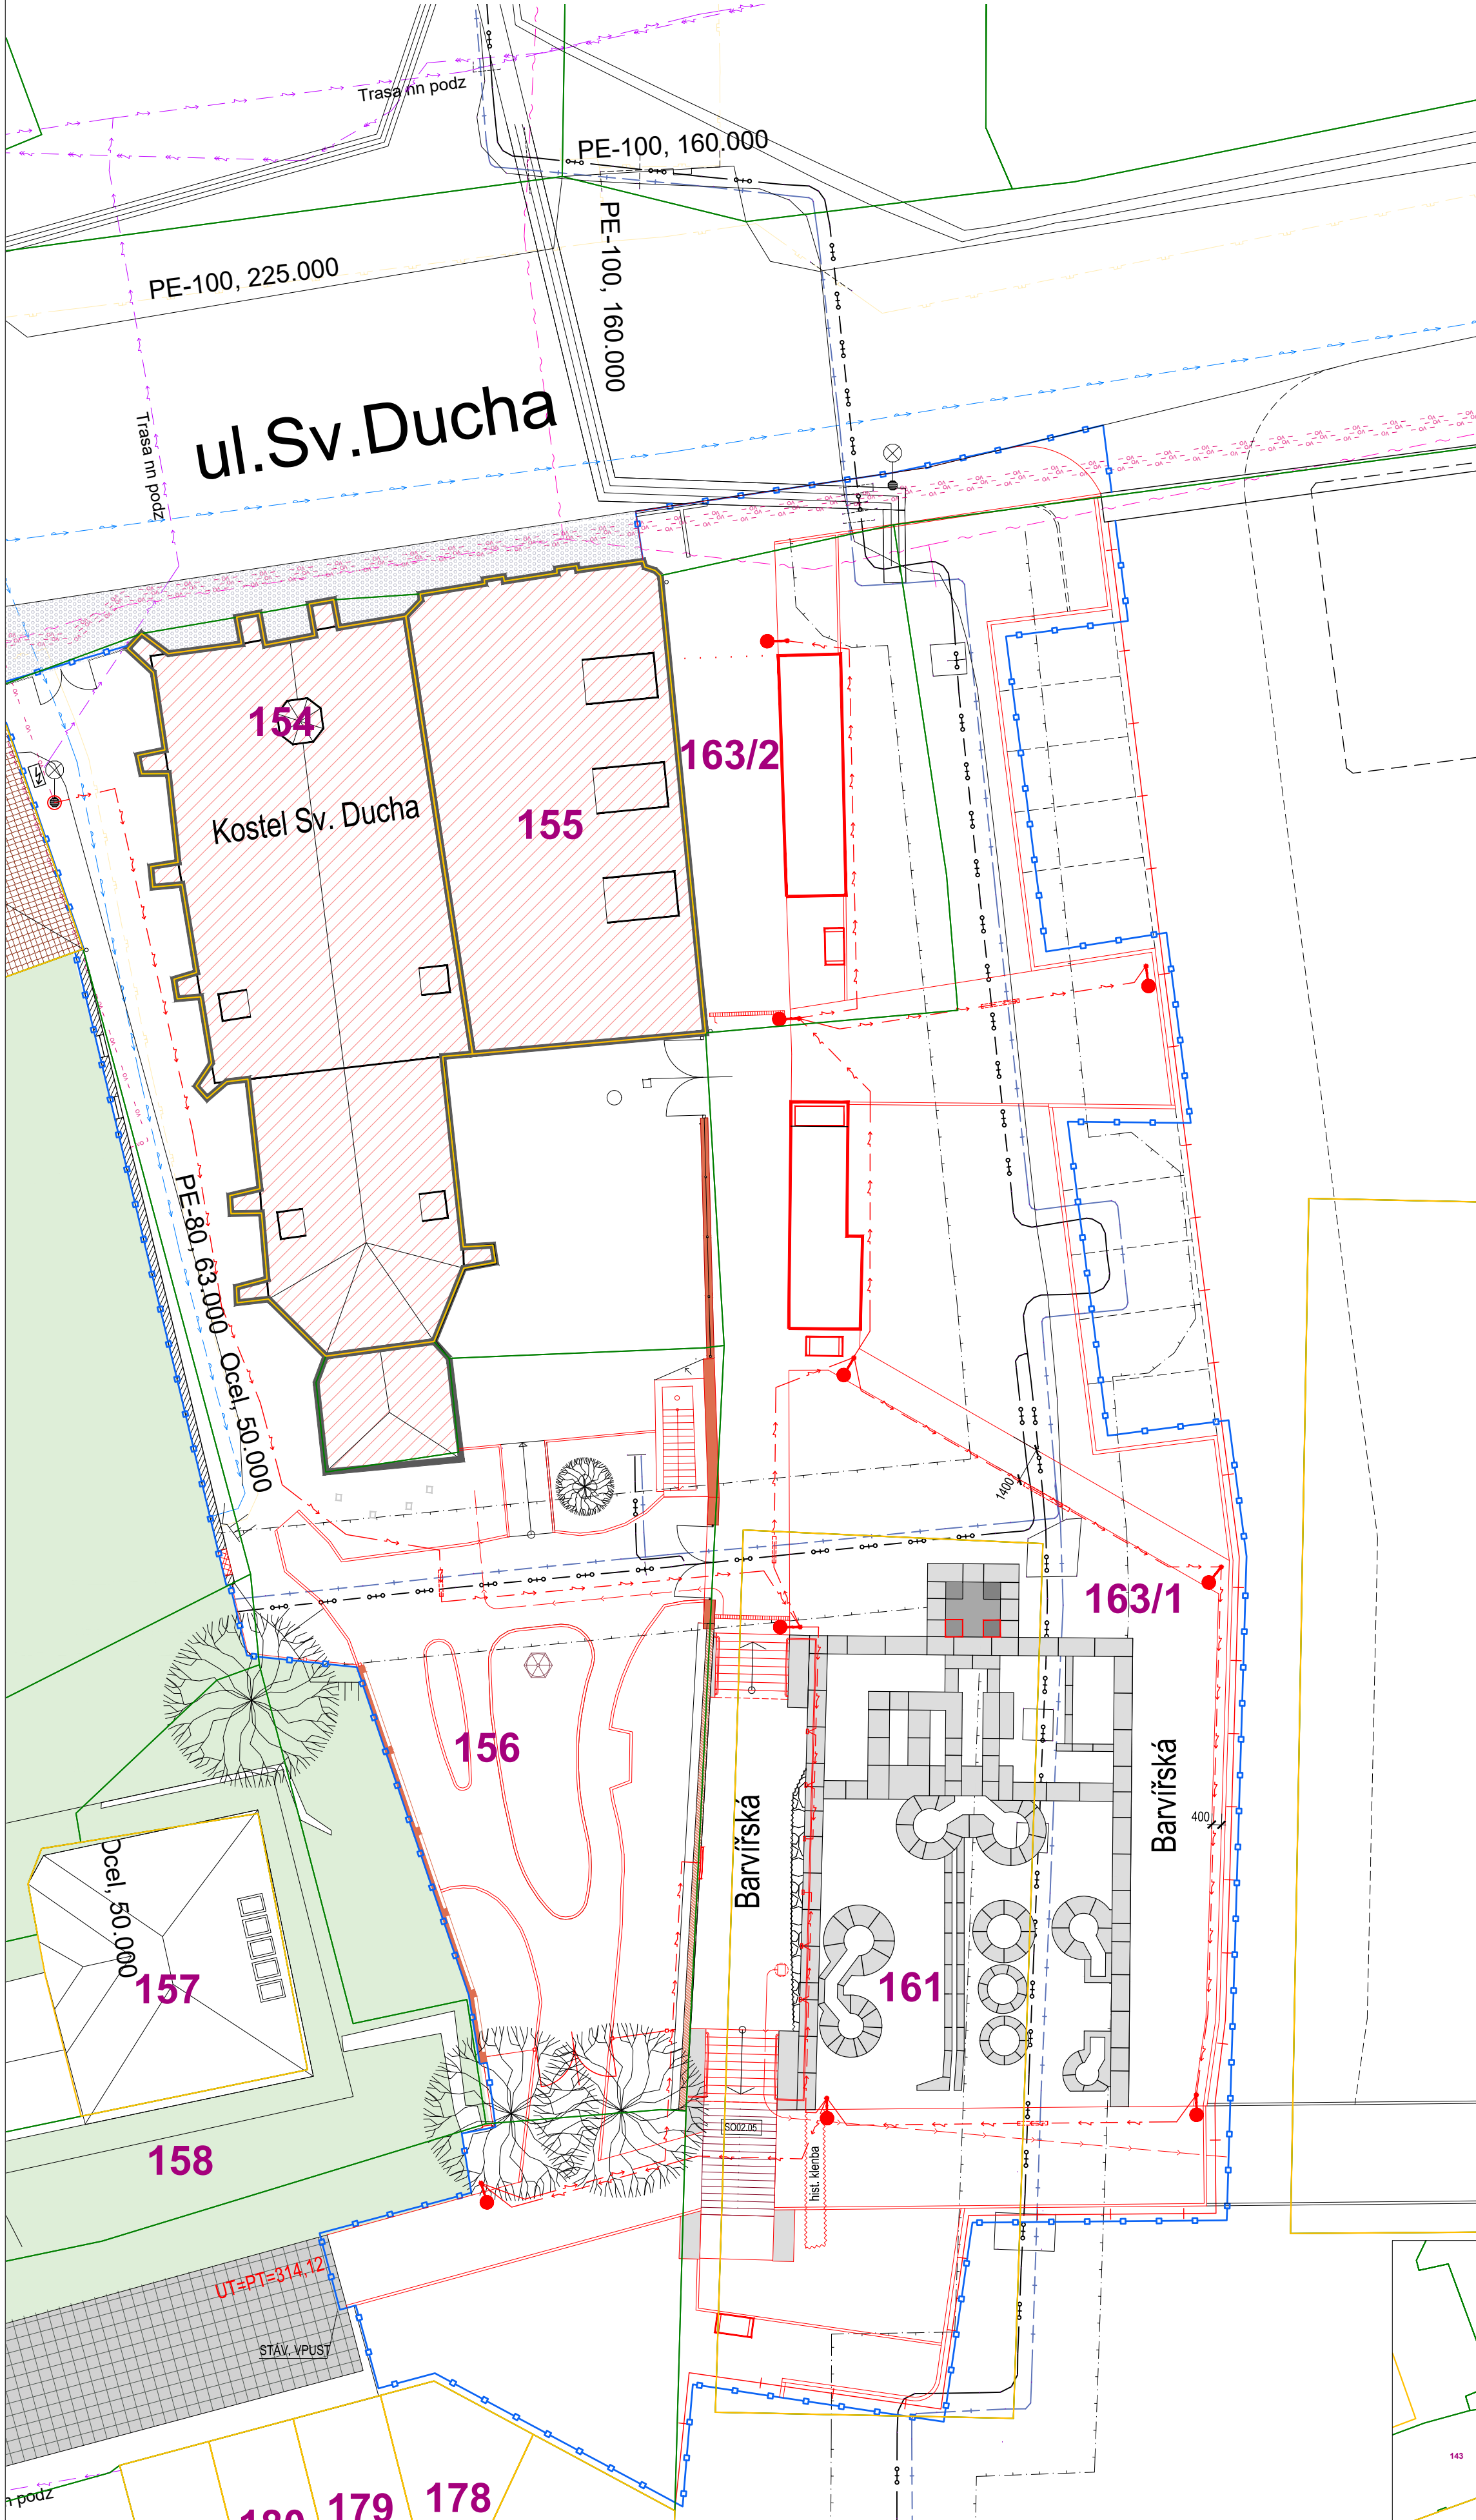 Trasa nn podz
PE-100, 160.000
PE-100, 160.000
PE-100, 225.000
ul.Sv.Ducha
Trasa nn podz
154
163/2
Kostel Sv. Ducha
155
PE-80, 63.000
Ocel, 50.000
1400
163/1
156
Barvířská
Barvířská
400
Ocel, 50.000
157
161
SO02.05
158
hist. klenba
UT=PT=314,12
STÁV. VPUSŤ
143
podz
178
179
180